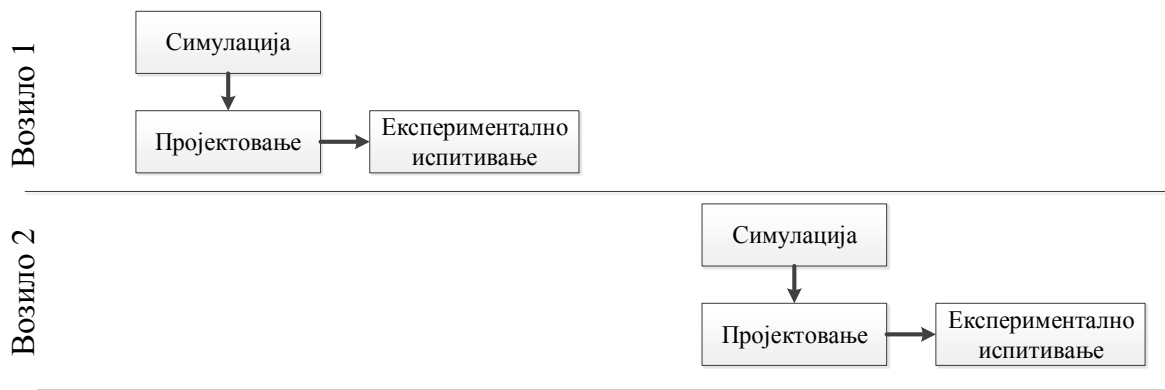 Возило 1
Симулација
Пројектовање
Експериментално
испитивање
Возило 2
Симулација
Пројектовање
Експериментално
испитивање